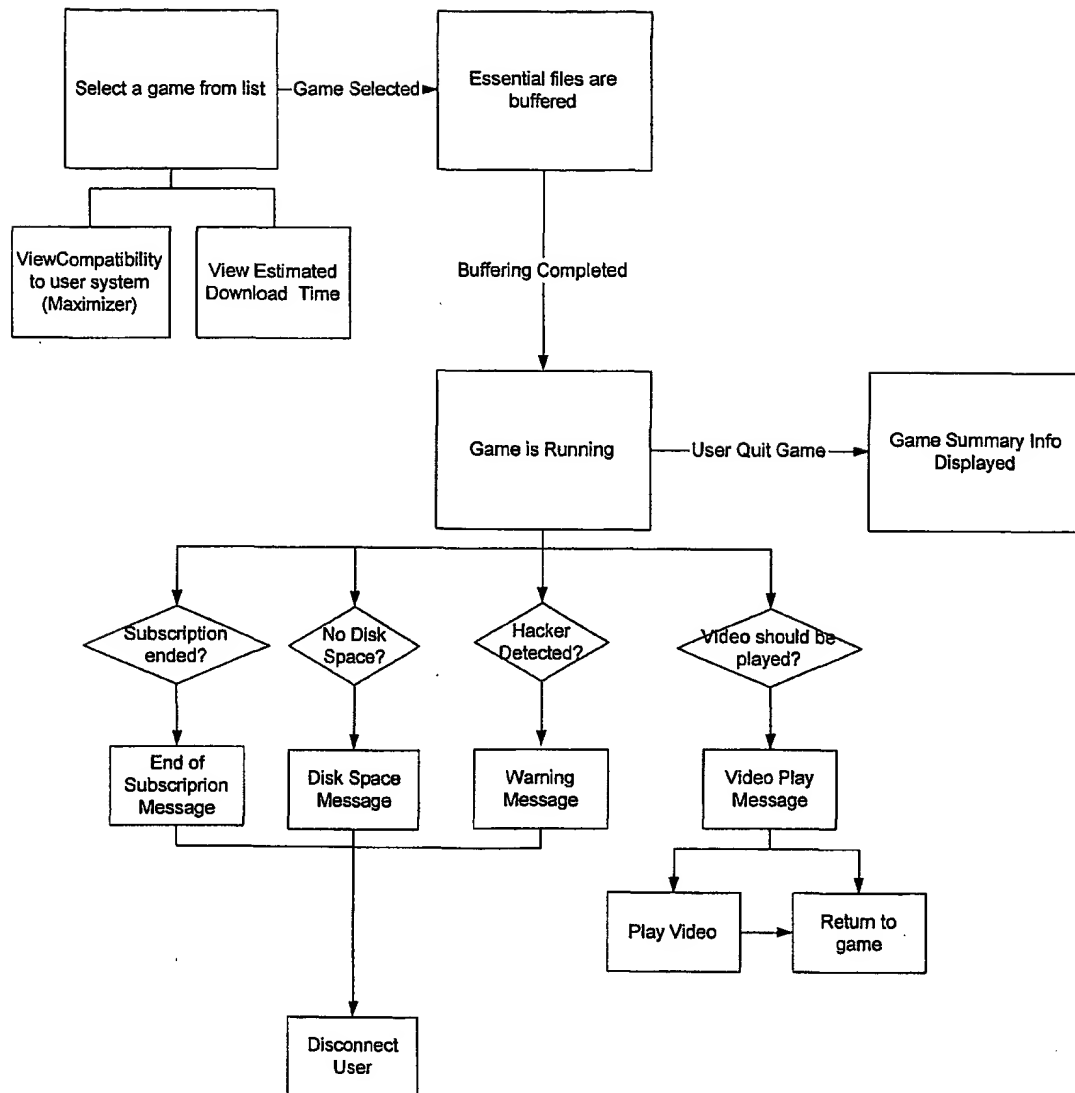 Select a game from list
Game Selected
Essential files are
buffered
ViewCompatibility
to user system
(Maximizer)
View Estimated
Download Time
Buffering Completed
Game is Running
User Quit Game
Game Summary Info
Displayed
Subscription
ended?
No Disk
Space?
Hacker
Detected?
Video should be
played?
End of
Subscriprion
Message
Disk Space
Message
Warning
Message
Video Play
Message
Play Video
Return to
game
Disconnect
User